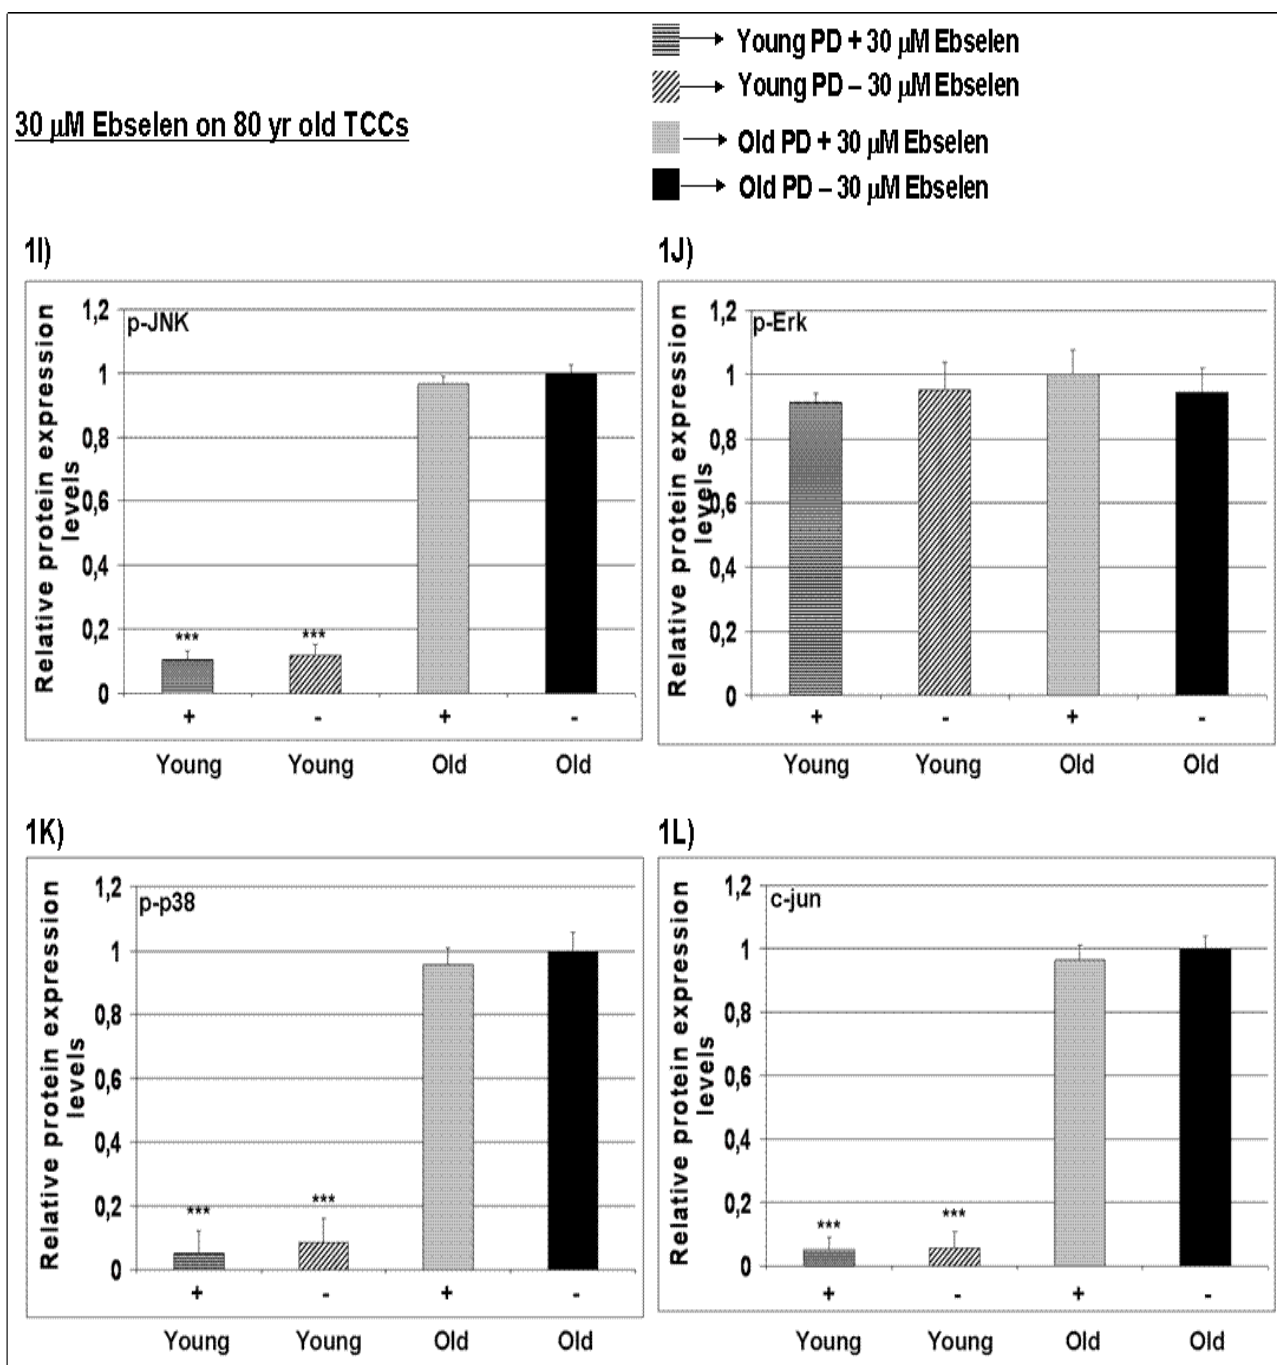 Young PD + 30 µM Ebselen
Young PD – 30 µM Ebselen
30 µM Ebselen on 80 yr old TCCs
Old PD + 30 µM Ebselen
Old PD – 30 µM Ebselen
1I)
Relative protein expression
levels
p-JNK
1,2
1
0,8
0,6
0,4
0,2
0
*** ***
+ - + -
Young Young Old Old
1J)
Relative protein expression
levels
p-Erk
1,2
1
0,8
0,6
0,4
0,2
0
+ - + -
Young Young Old Old
1K)
Relative protein expression
levels
p-p38
1,2
1
0,8
0,6
0,4
0,2
0
*** ***
+ - + -
Young Young Old Old
1L)
Relative protein expression
levels
c-jun
1,2
1
0,8
0,6
0,4
0,2
0
*** ***
+ - + -
Young Young Old Old